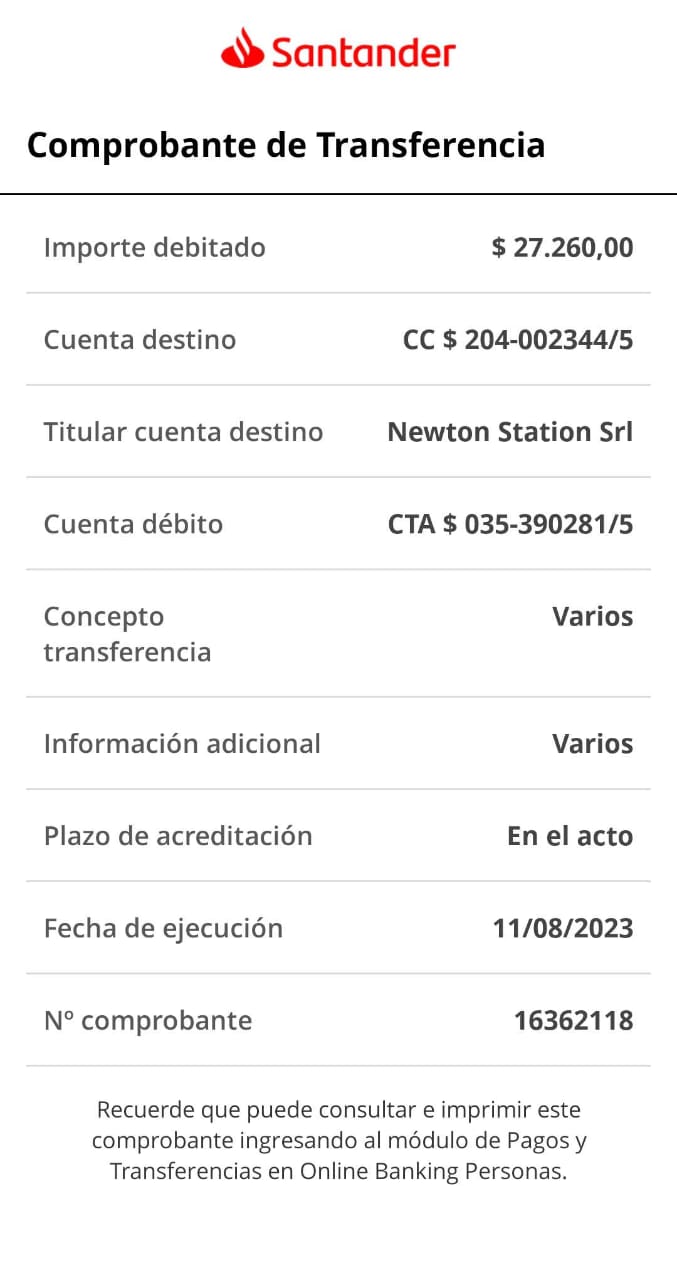 Santander
Comprobante de Transferencia
Importe debitado $ 27.260,00
Cuenta destino CC $ 204-002344/5
Titular cuenta destino Newton Station Srl
Cuenta débito CTA $ 035-390281/5
Concepto Varios
transferencia
Información adicional Varios
Plazo de acreditación En el acto
Fecha de ejecución 11/08/2023
Nº comprobante 16362118
Recuerde que puede consultar e imprimir este
comprobante ingresando al módulo de Pagos y
Transferencias en Online Banking Personas.